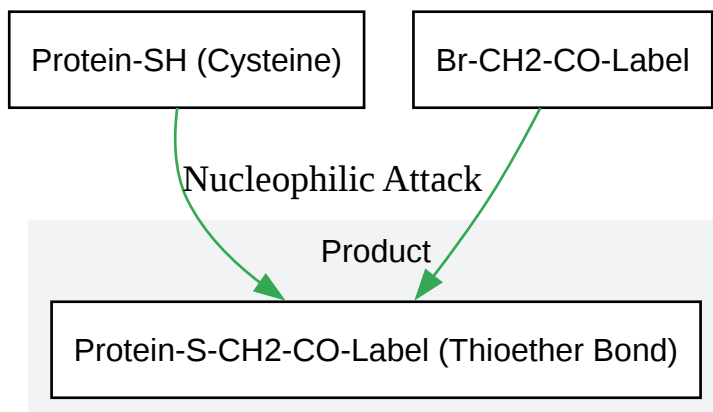 Protein-SH (Cysteine)
Br-CH2-CO-Label
Nucleophilic Attack
Product
Protein-S-CH2-CO-Label (Thioether Bond)